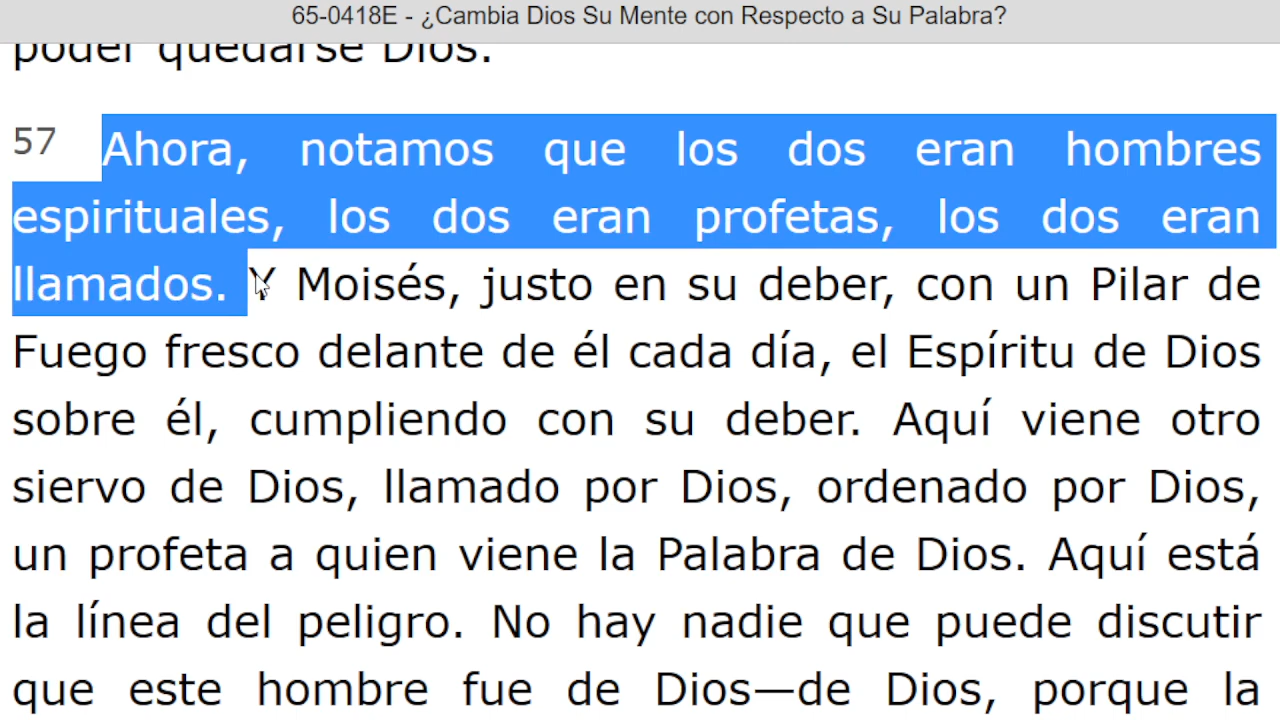 65-0418E - ¿Cambia Dios Su Mente con Respecto a Su Palabra?
poder quedarse Dios.
57 Ahora, notamos que los dos eran hombres
espirituales, los dos eran profetas, los dos eran
llamados. Y Moisés, justo en su deber, con un Pilar de
Fuego fresco delante de él cada día, el Espíritu de Dios
sobre él, cumpliendo con su deber. Aquí viene otro
siervo de Dios, llamado por Dios, ordenado por Dios,
un profeta a quien viene la Palabra de Dios. Aquí está
la línea del peligro. No hay nadie que puede discutir
que este hombre fue de Dios—de Dios, porque la